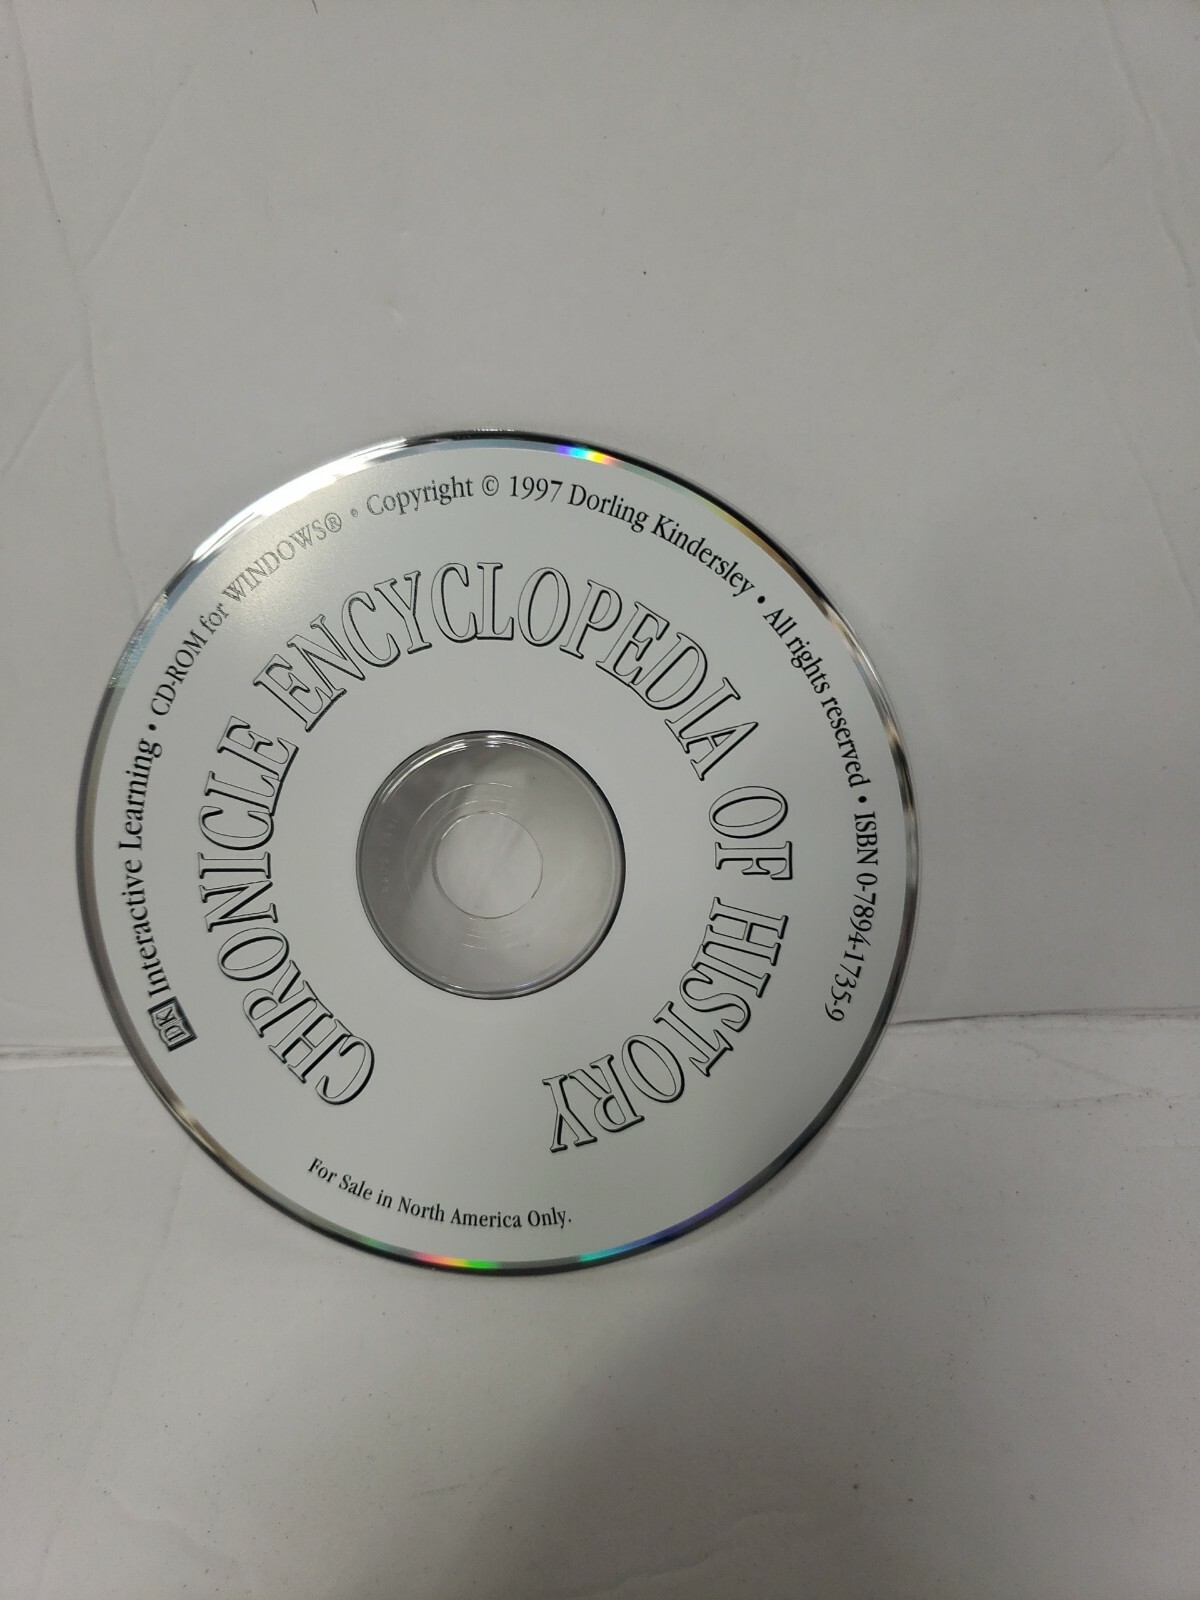 DK Interactive Learning • CD-ROM for WINDOWS® • Copyright © 1997 Dorling Kindersley • All rights reserved • ISBN 0-7894-1735-9
CHRONICLE ENCYCLOPEDIA OF HISTORY
For Sale in North America Only.